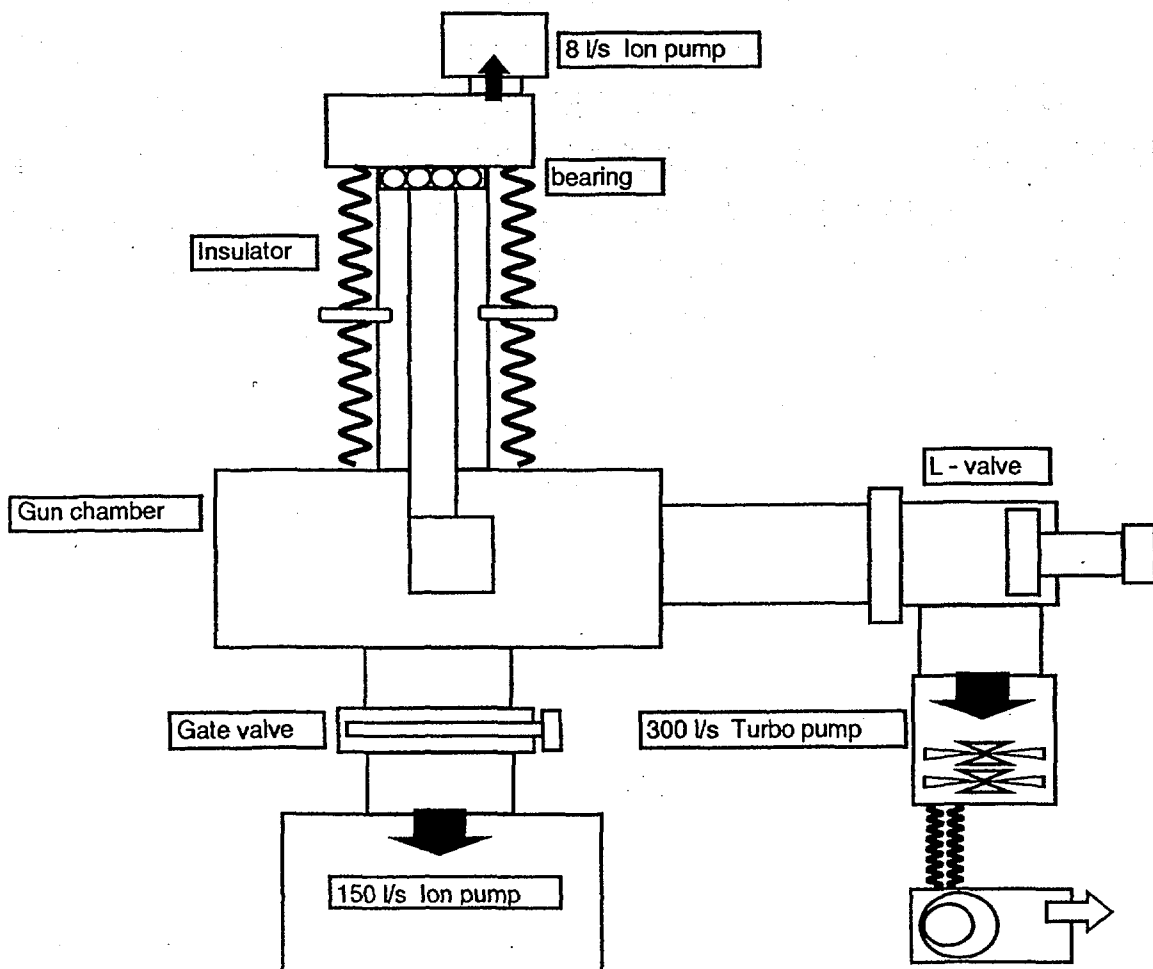 8 l/s Ion pump
bearing
Insulator
L - valve
Gun chamber
Gate valve
300 l/s Turbo pump
150 l/s Ion pump